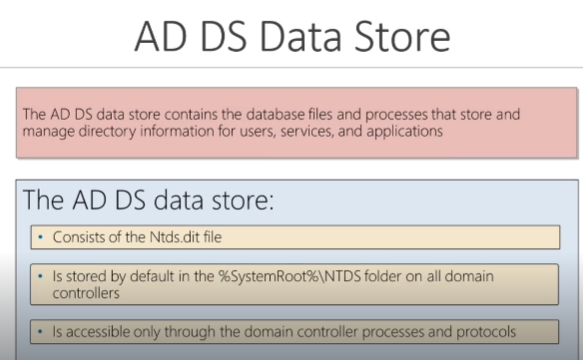 AD DS Data Store
The AD DS data store contains the database files and processes that store and
manage directory information for users, services, and applications
The AD DS data store:
• Consists of the Ntds.dit file
• Is stored by default in the %SystemRoot%\NTDS folder on all domain
controllers
• Is accessible only through the domain controller processes and protocols